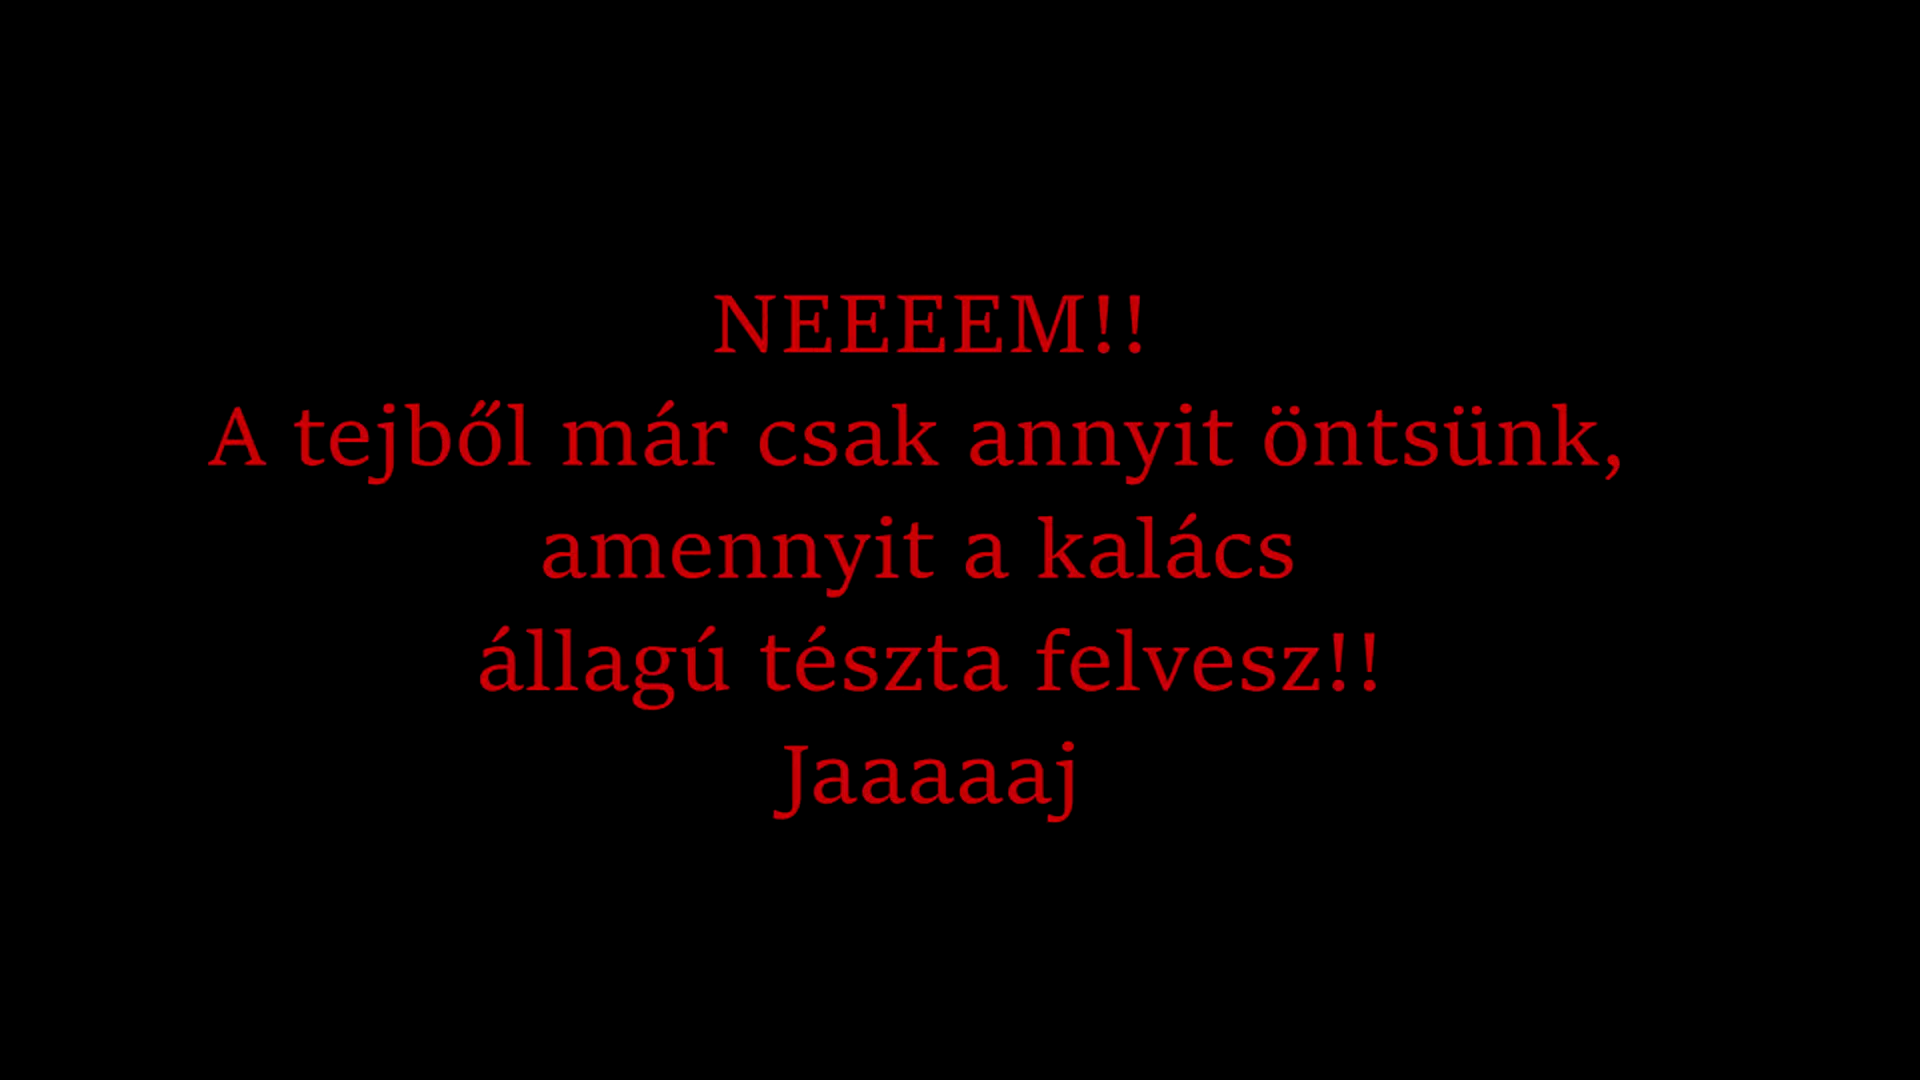 NEEEEM!!
A tejből már csak annyit öntsünk,
amennyit a kalács
állagú tészta felvesz!!
Jaaaaaj